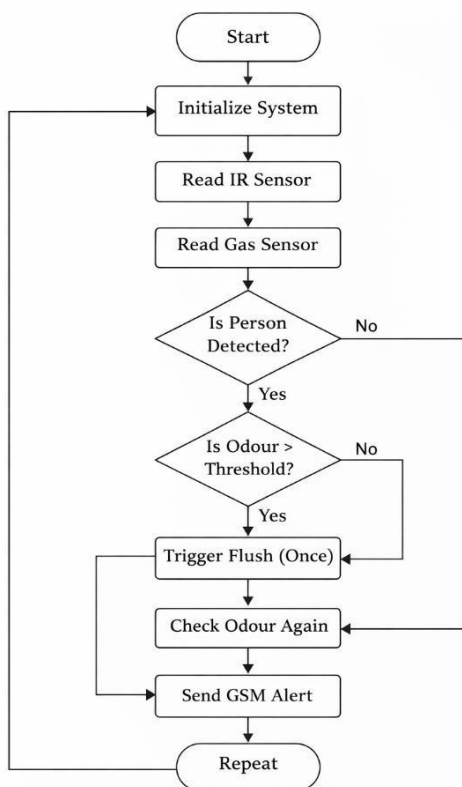 Start
Initialize System
Read IR Sensor
Read Gas Sensor
Is Person
Detected?
No
Yes
Is Odour >
Threshold?
No
Yes
Trigger Flush (Once)
Check Odour Again
Send GSM Alert
Repeat